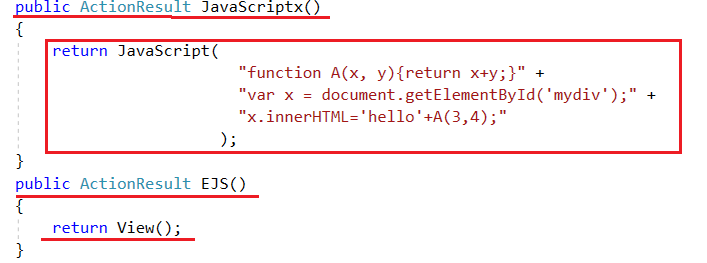 public ActionResult JavaScriptx()
{
return JavaScript(
"function A(x, y){return x+y;}" +
"var x = document.getElementById('mydiv');" +
"x.innerHTML='hello'+A(3,4);"
);
}
public ActionResult EJS()
{
return View();
}